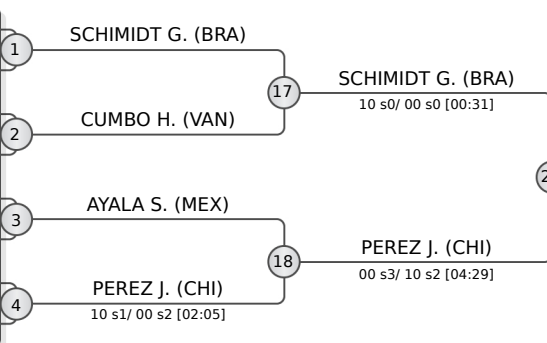 SCHIMIDT G. (BRA)
1
17
SCHIMIDT G. (BRA)
10 s0/ 00 s0 [00:31]
CUMBO H. (VAN)
2
AYALA S. (MEX)
3
18
PEREZ J. (CHI)
00 s3/ 10 s2 [04:29]
PEREZ J. (CHI)
4
10 s1/ 00 s2 [02:05]